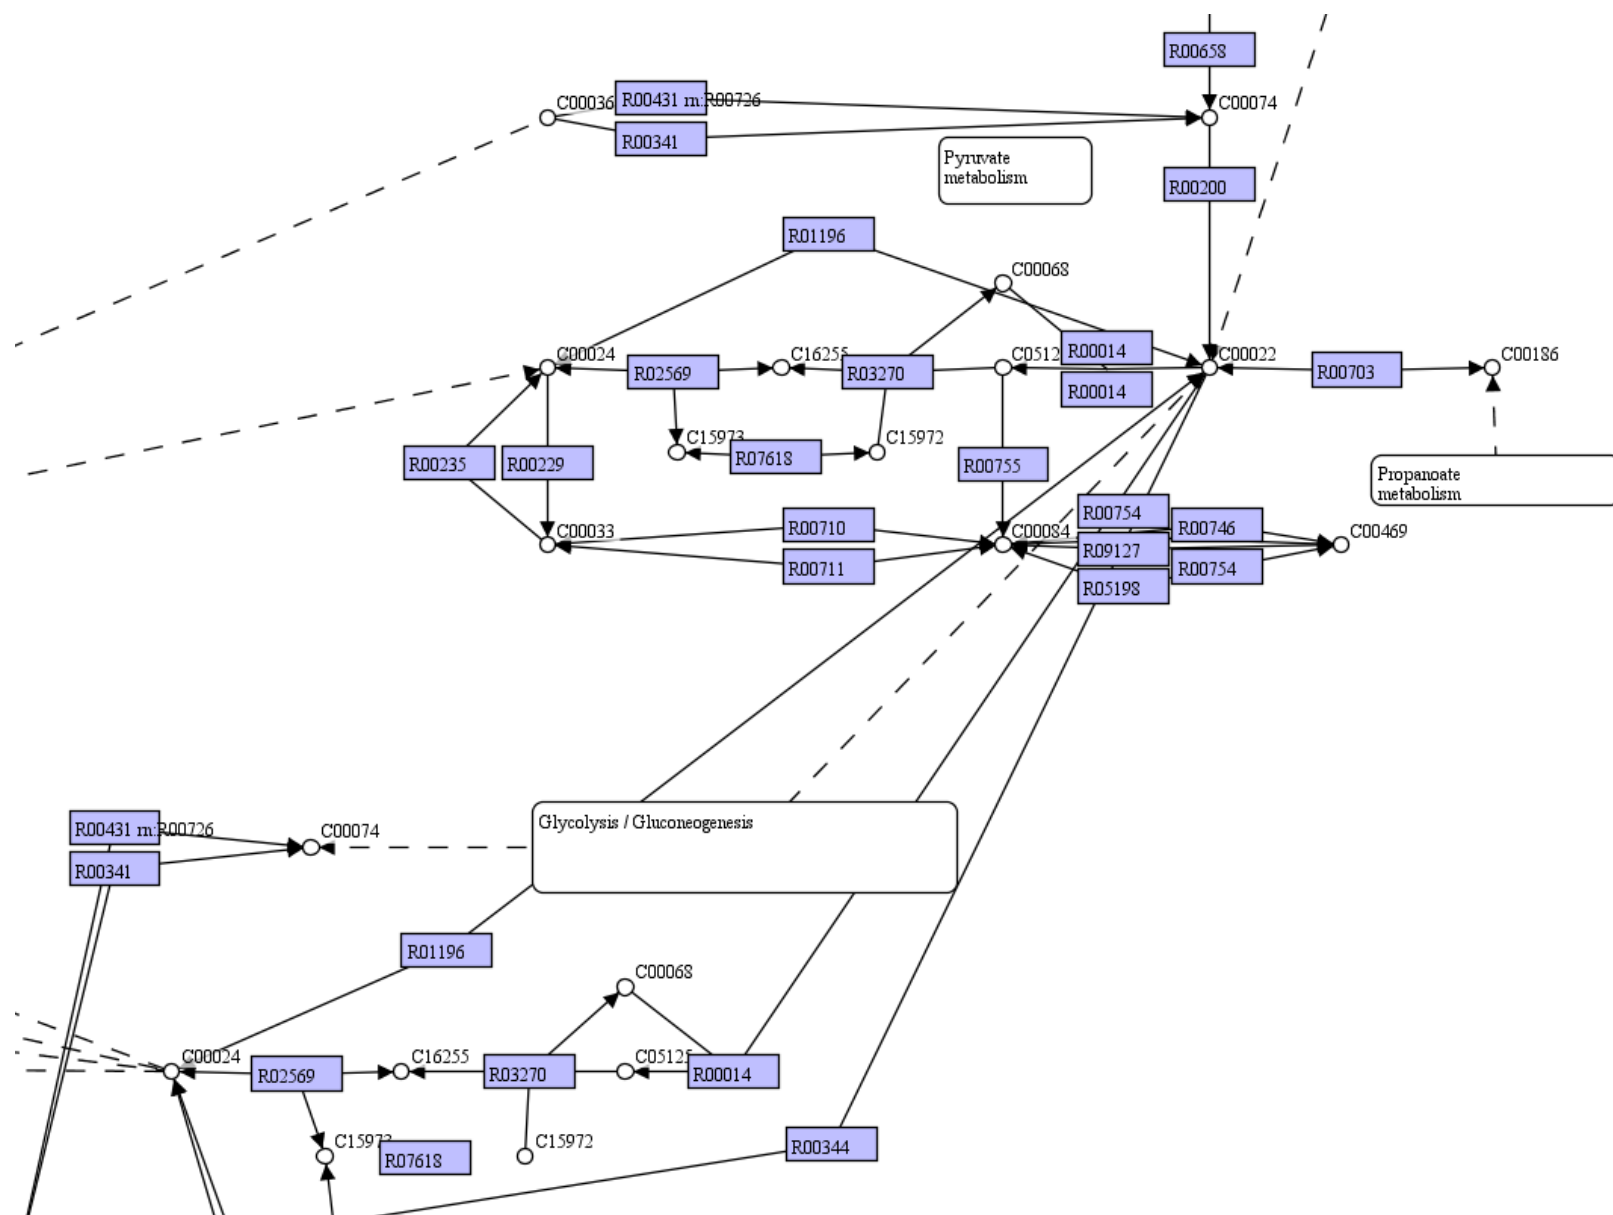 R00658
C00036
R00431 rn:R00726
C00074
R00341
Pyruvate
metabolism
R00200
R01196
C00068
C00024
R02569
C16255
R03270
C0512
R00014
C00022
R00703
C00186
R00014
C15973
R07618
C15972
R00235
R00229
R00755
Propanoate
metabolism
R00754
C00033
R00710
C00084
R00746
C00469
R09127
R00711
R00754
R05198
Glycolysis / Gluconeogenesis
R00431 rn:R00726
C00074
R00341
R01196
C00068
C00024
R02569
C16255
R03270
C05125
R00014
C15973
R07618
C15972
R00344